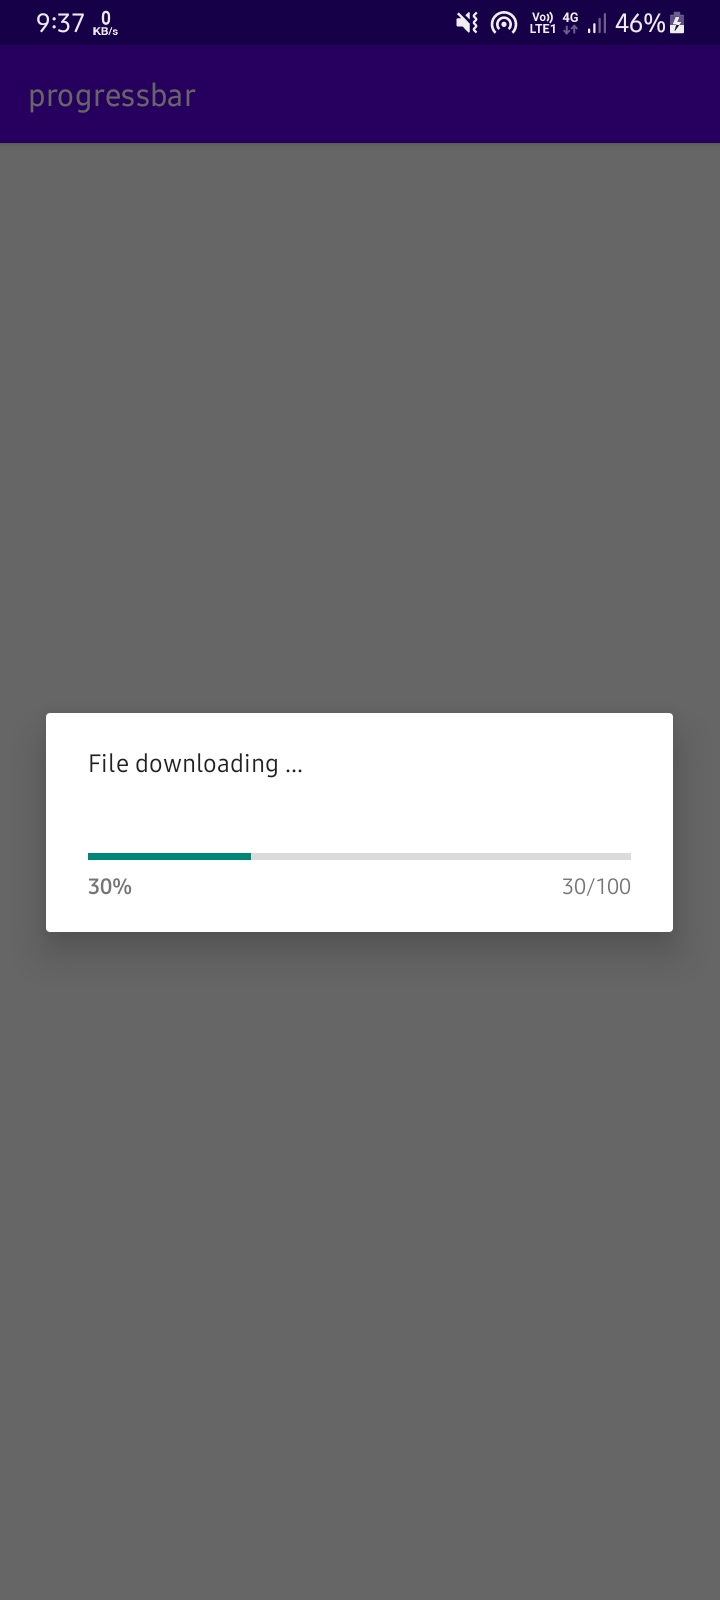 9:37 0 KB/s Vo)) LTE1 4G 46%
progressbar
File downloading ...
30% 30/100